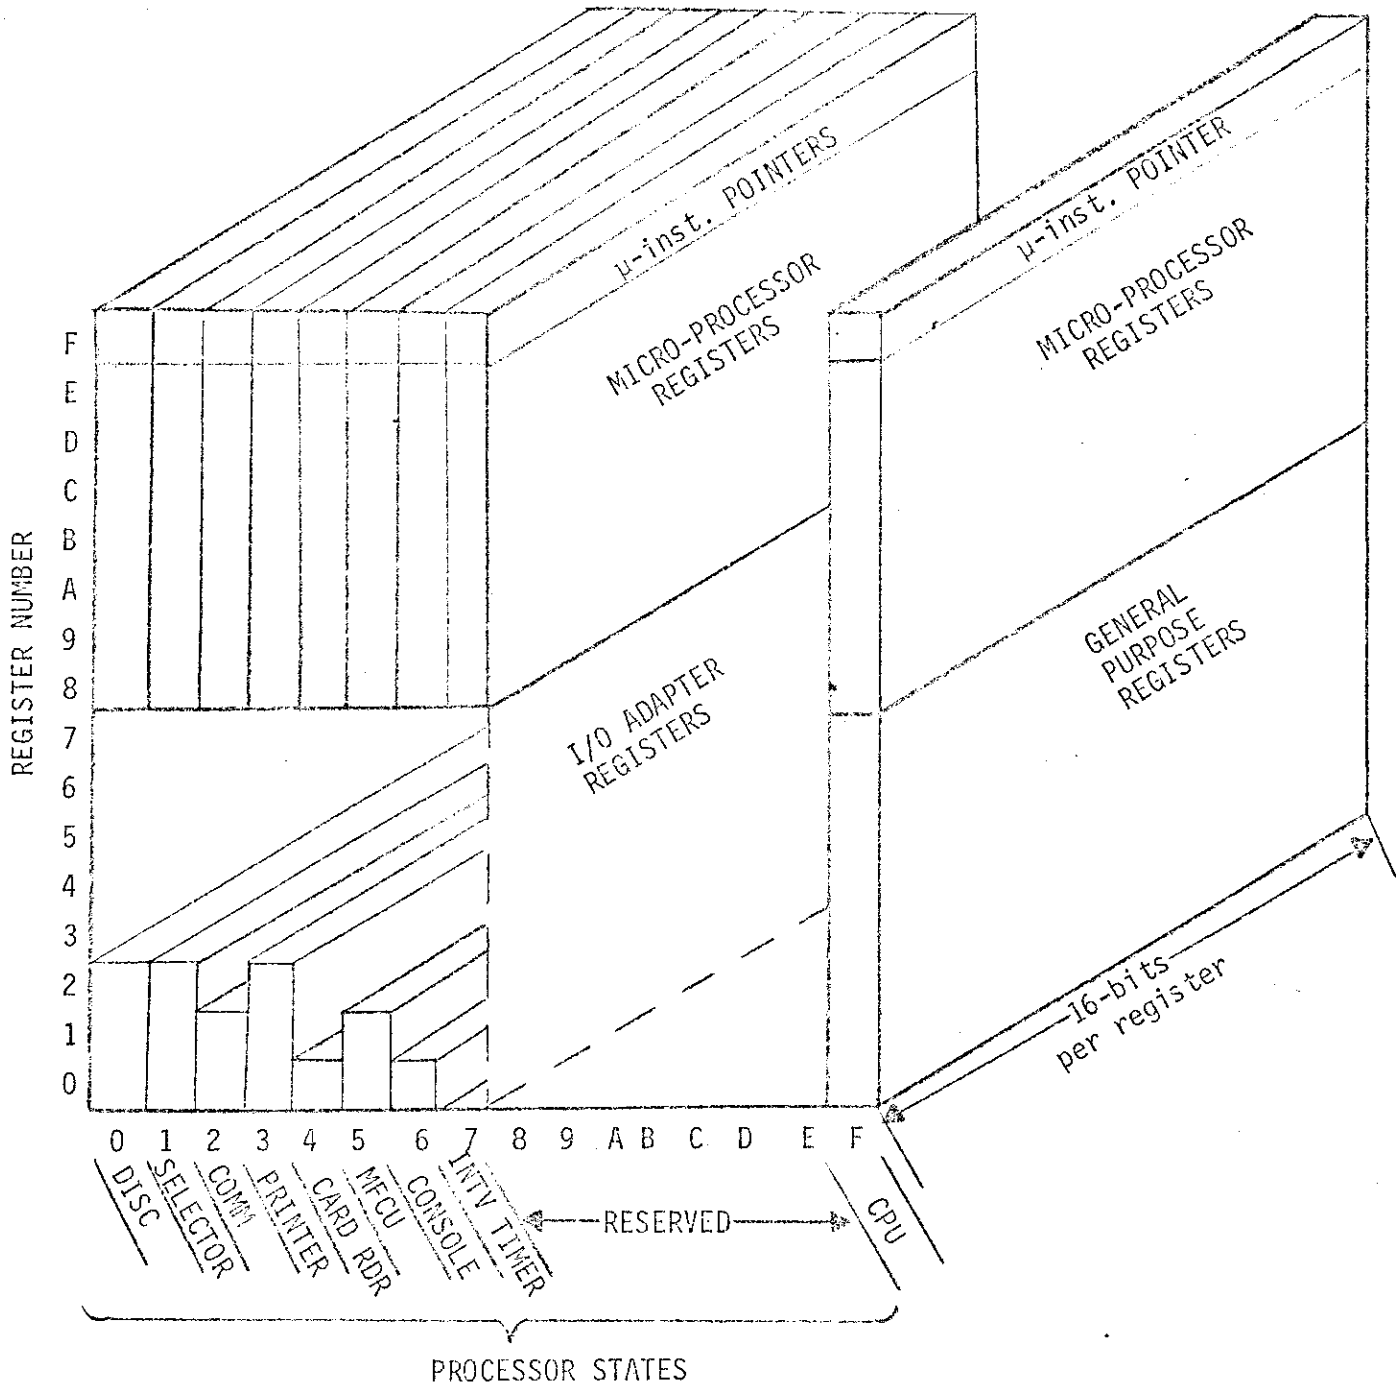 µ-inst. POINTERS
MICRO-PROCESSOR
REGISTERS
µ-inst. POINTER
MICRO-PROCESSOR
REGISTERS
REGISTER NUMBER
F
E
D
C
B
A
9
8
7
6
5
4
3
2
1
0
I/O ADAPTER
REGISTERS
GENERAL
PURPOSE
REGISTERS
16-bits
per register
0 1 2 3 4 5 6 7 8 9 A B C D E F
DISC
SELECTOR
COMM
PRINTER
CARD RDR
MFCU
CONSOLE
INTV TIMER
RESERVED
CPU
PROCESSOR STATES